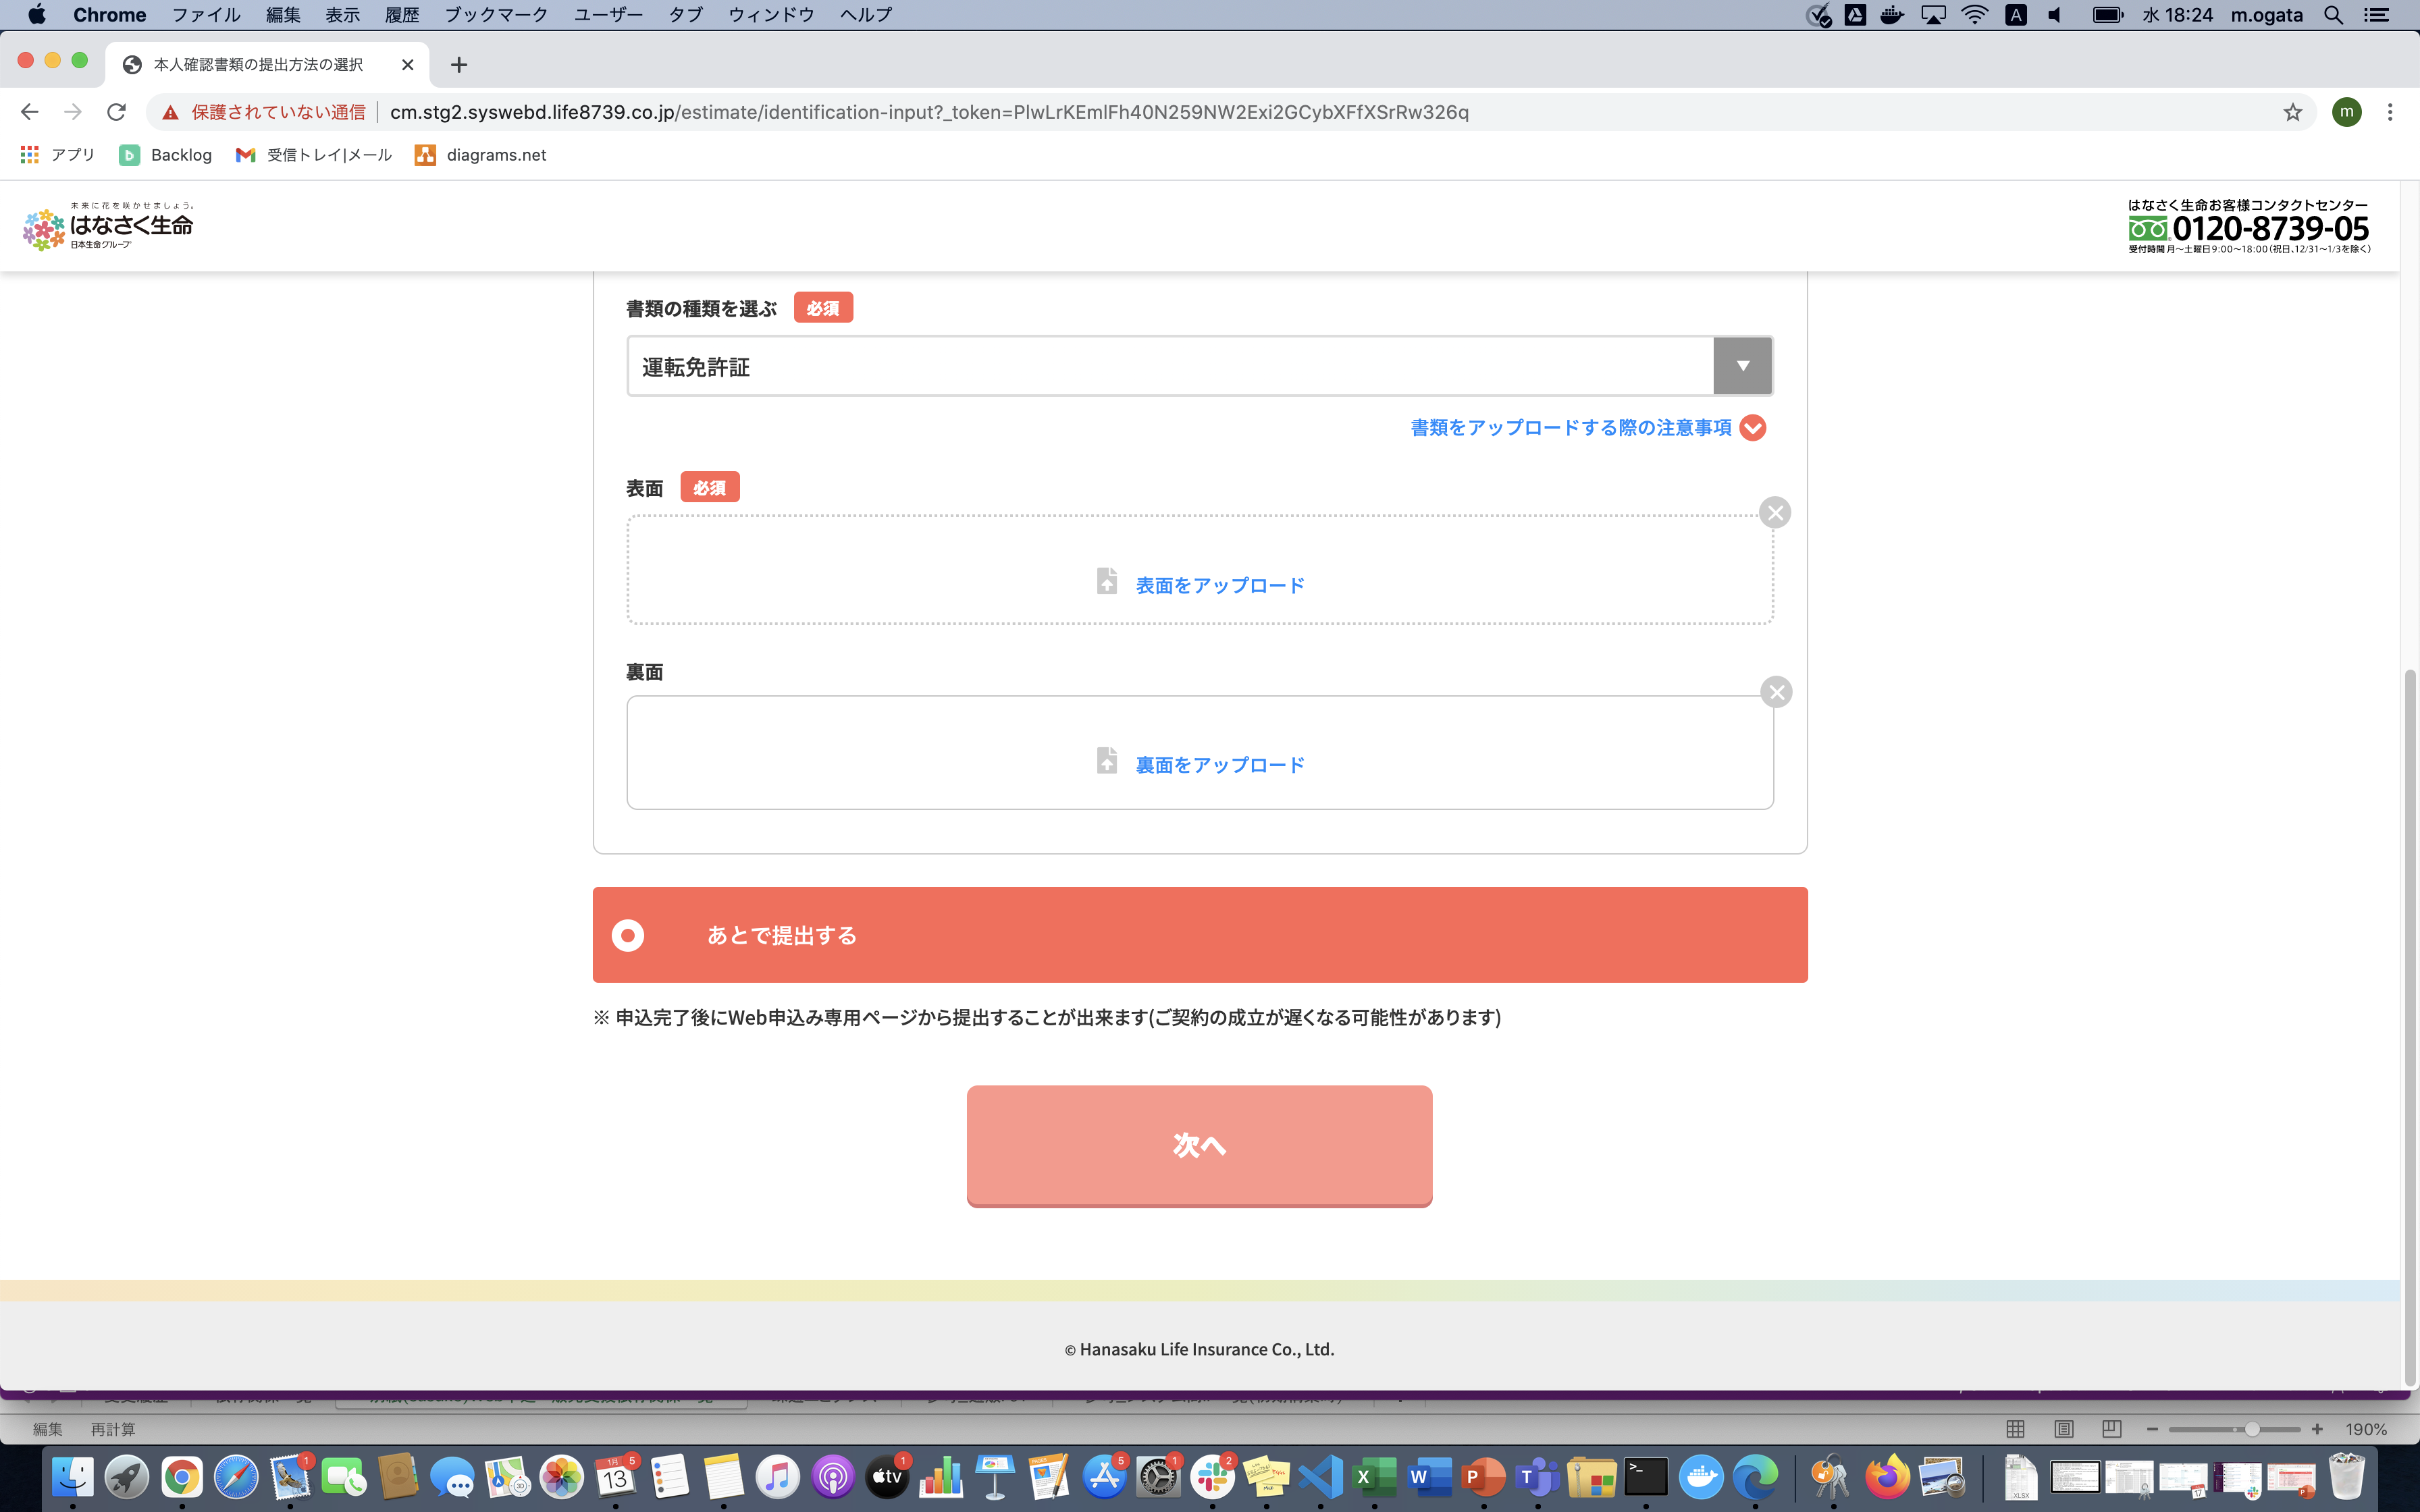 Chrome ファイル 編集 表示 履歴 ブックマーク ユーザー タブ ウィンドウ ヘルプ
A 水 18:24 m.ogata
本人確認書類の提出方法の選択
保護されていない通信 cm.stg2.syswebd.life8739.co.jp/estimate/identification-input?_token=PlwLrKEmlFh40N259NW2Exi2GCybXFfXSrRw326q
m
アプリ b Backlog 受信トレイ|メール diagrams.net
未来に花を咲かせましょう。
はなさく生命
日本生命グループ
はなさく生命お客様コンタクトセンター
0120-8739-05
受付時間 月～土曜日9:00～18:00（祝日、12/31～1/3を除く）
書類の種類を選ぶ 必須
運転免許証
書類をアップロードする際の注意事項
表面 必須
表面をアップロード
裏面
裏面をアップロード
あとで提出する
※ 申込完了後にWeb申込み専用ページから提出することが出来ます(ご契約の成立が遅くなる可能性があります)
次へ
© Hanasaku Life Insurance Co., Ltd.
編集 再計算 190%
1 1月 13 5 tv 1 5 1 2 X W P T